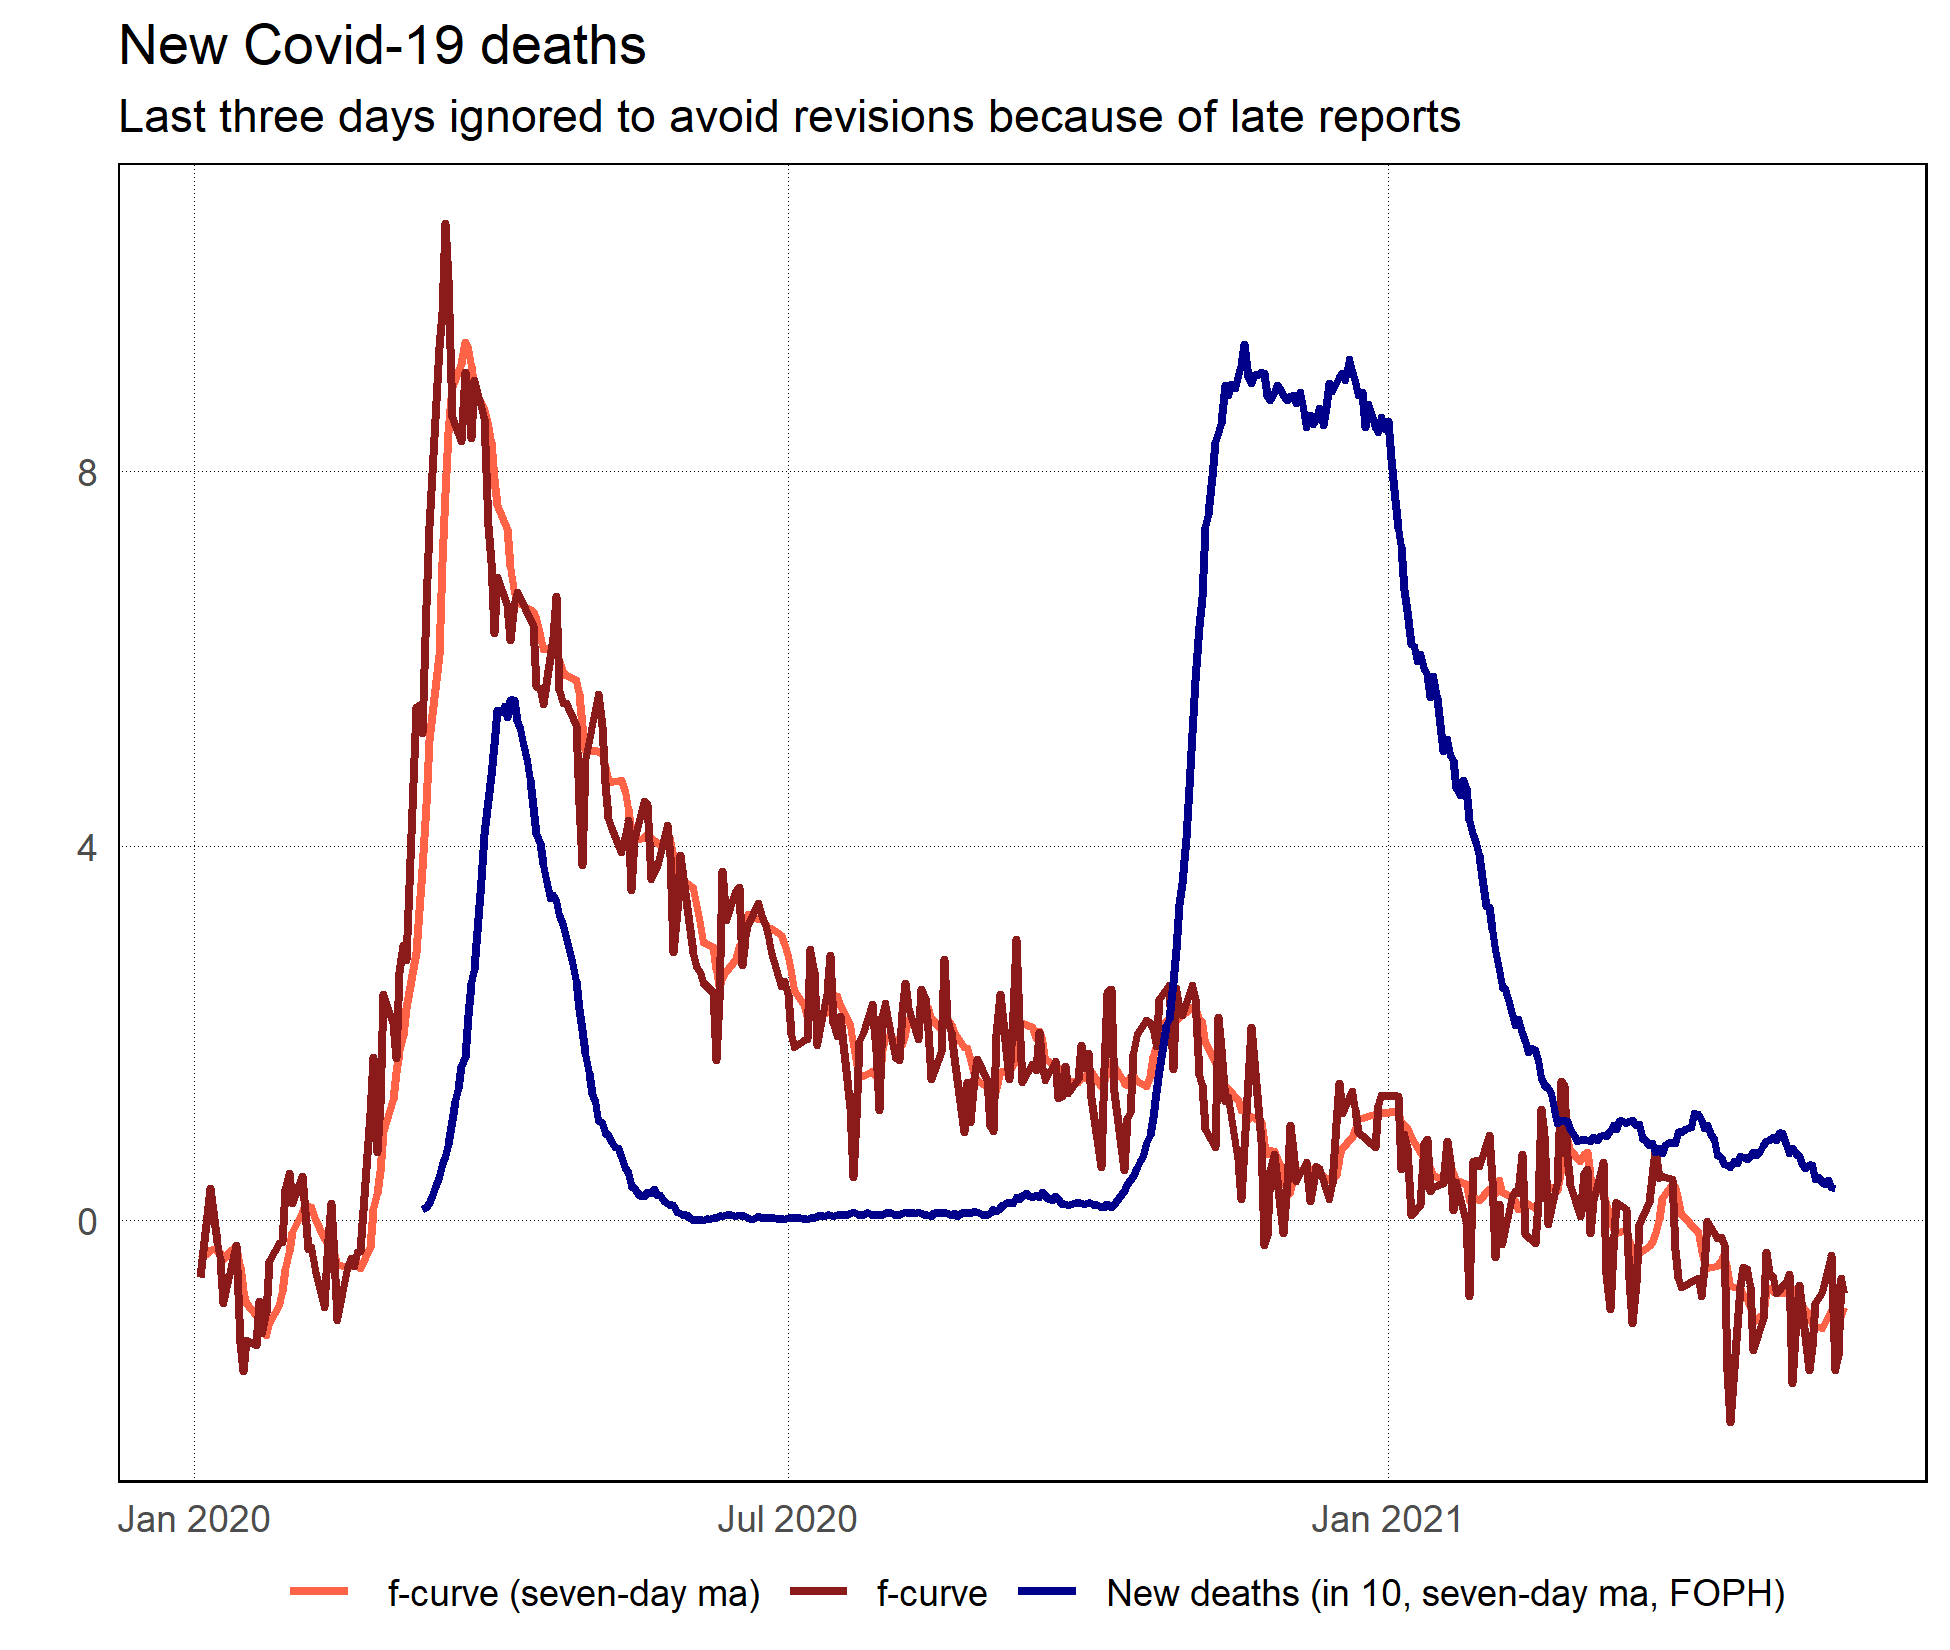 New Covid-19 deaths
Last three days ignored to avoid revisions because of late reports
8
4
0
Jan 2020 Jul 2020 Jan 2021
f-curve (seven-day ma) f-curve New deaths (in 10, seven-day ma, FOPH)